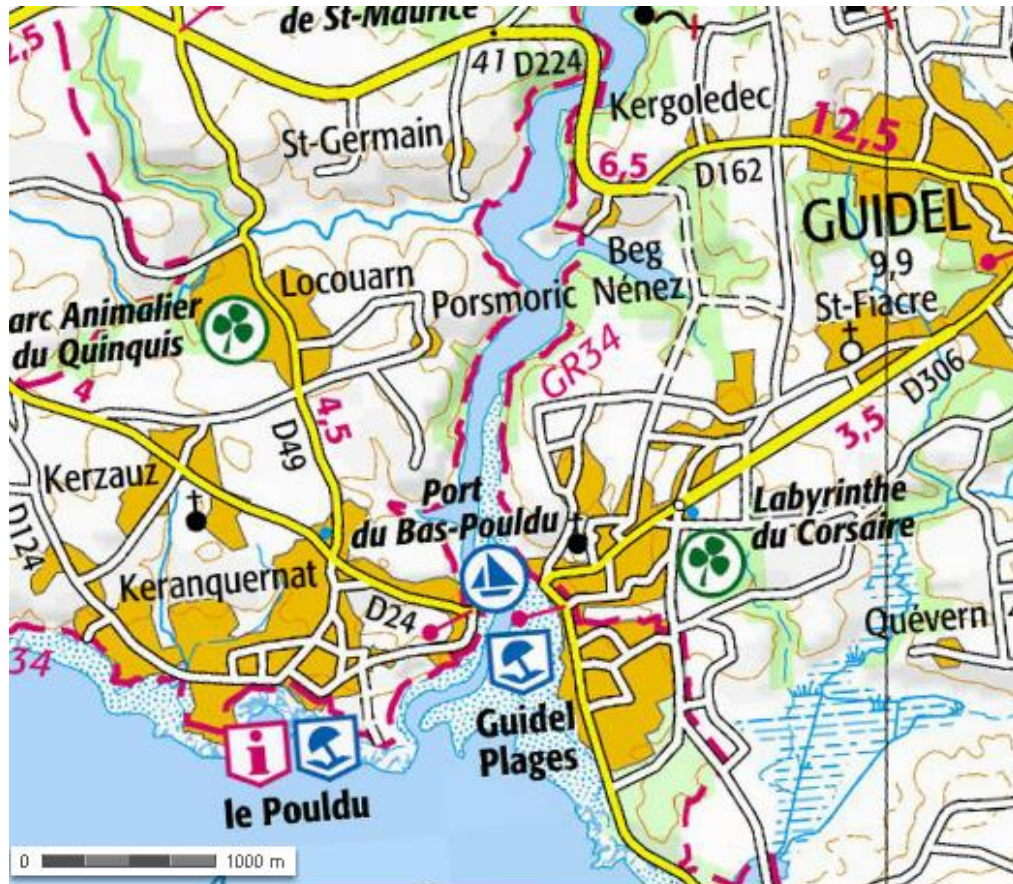 de St-Maurice
2,5
41 D224
Kergoledec
12,5
St-Germain
6,5
D162
GUIDEL
9,9
Beg
Nénez
Locouarn
Porsmoric
St-Fiacre
arc Animalier
du Quinquis
GR34
D306
4
4,5
3,5
D49
Kerzauz
Port
du Bas-Pouldu
Labyrinthe
du Corsaire
D124
Keranquernat
D24
Quévern
34
Guidel
Plages
i
le Pouldu
0 1000 m